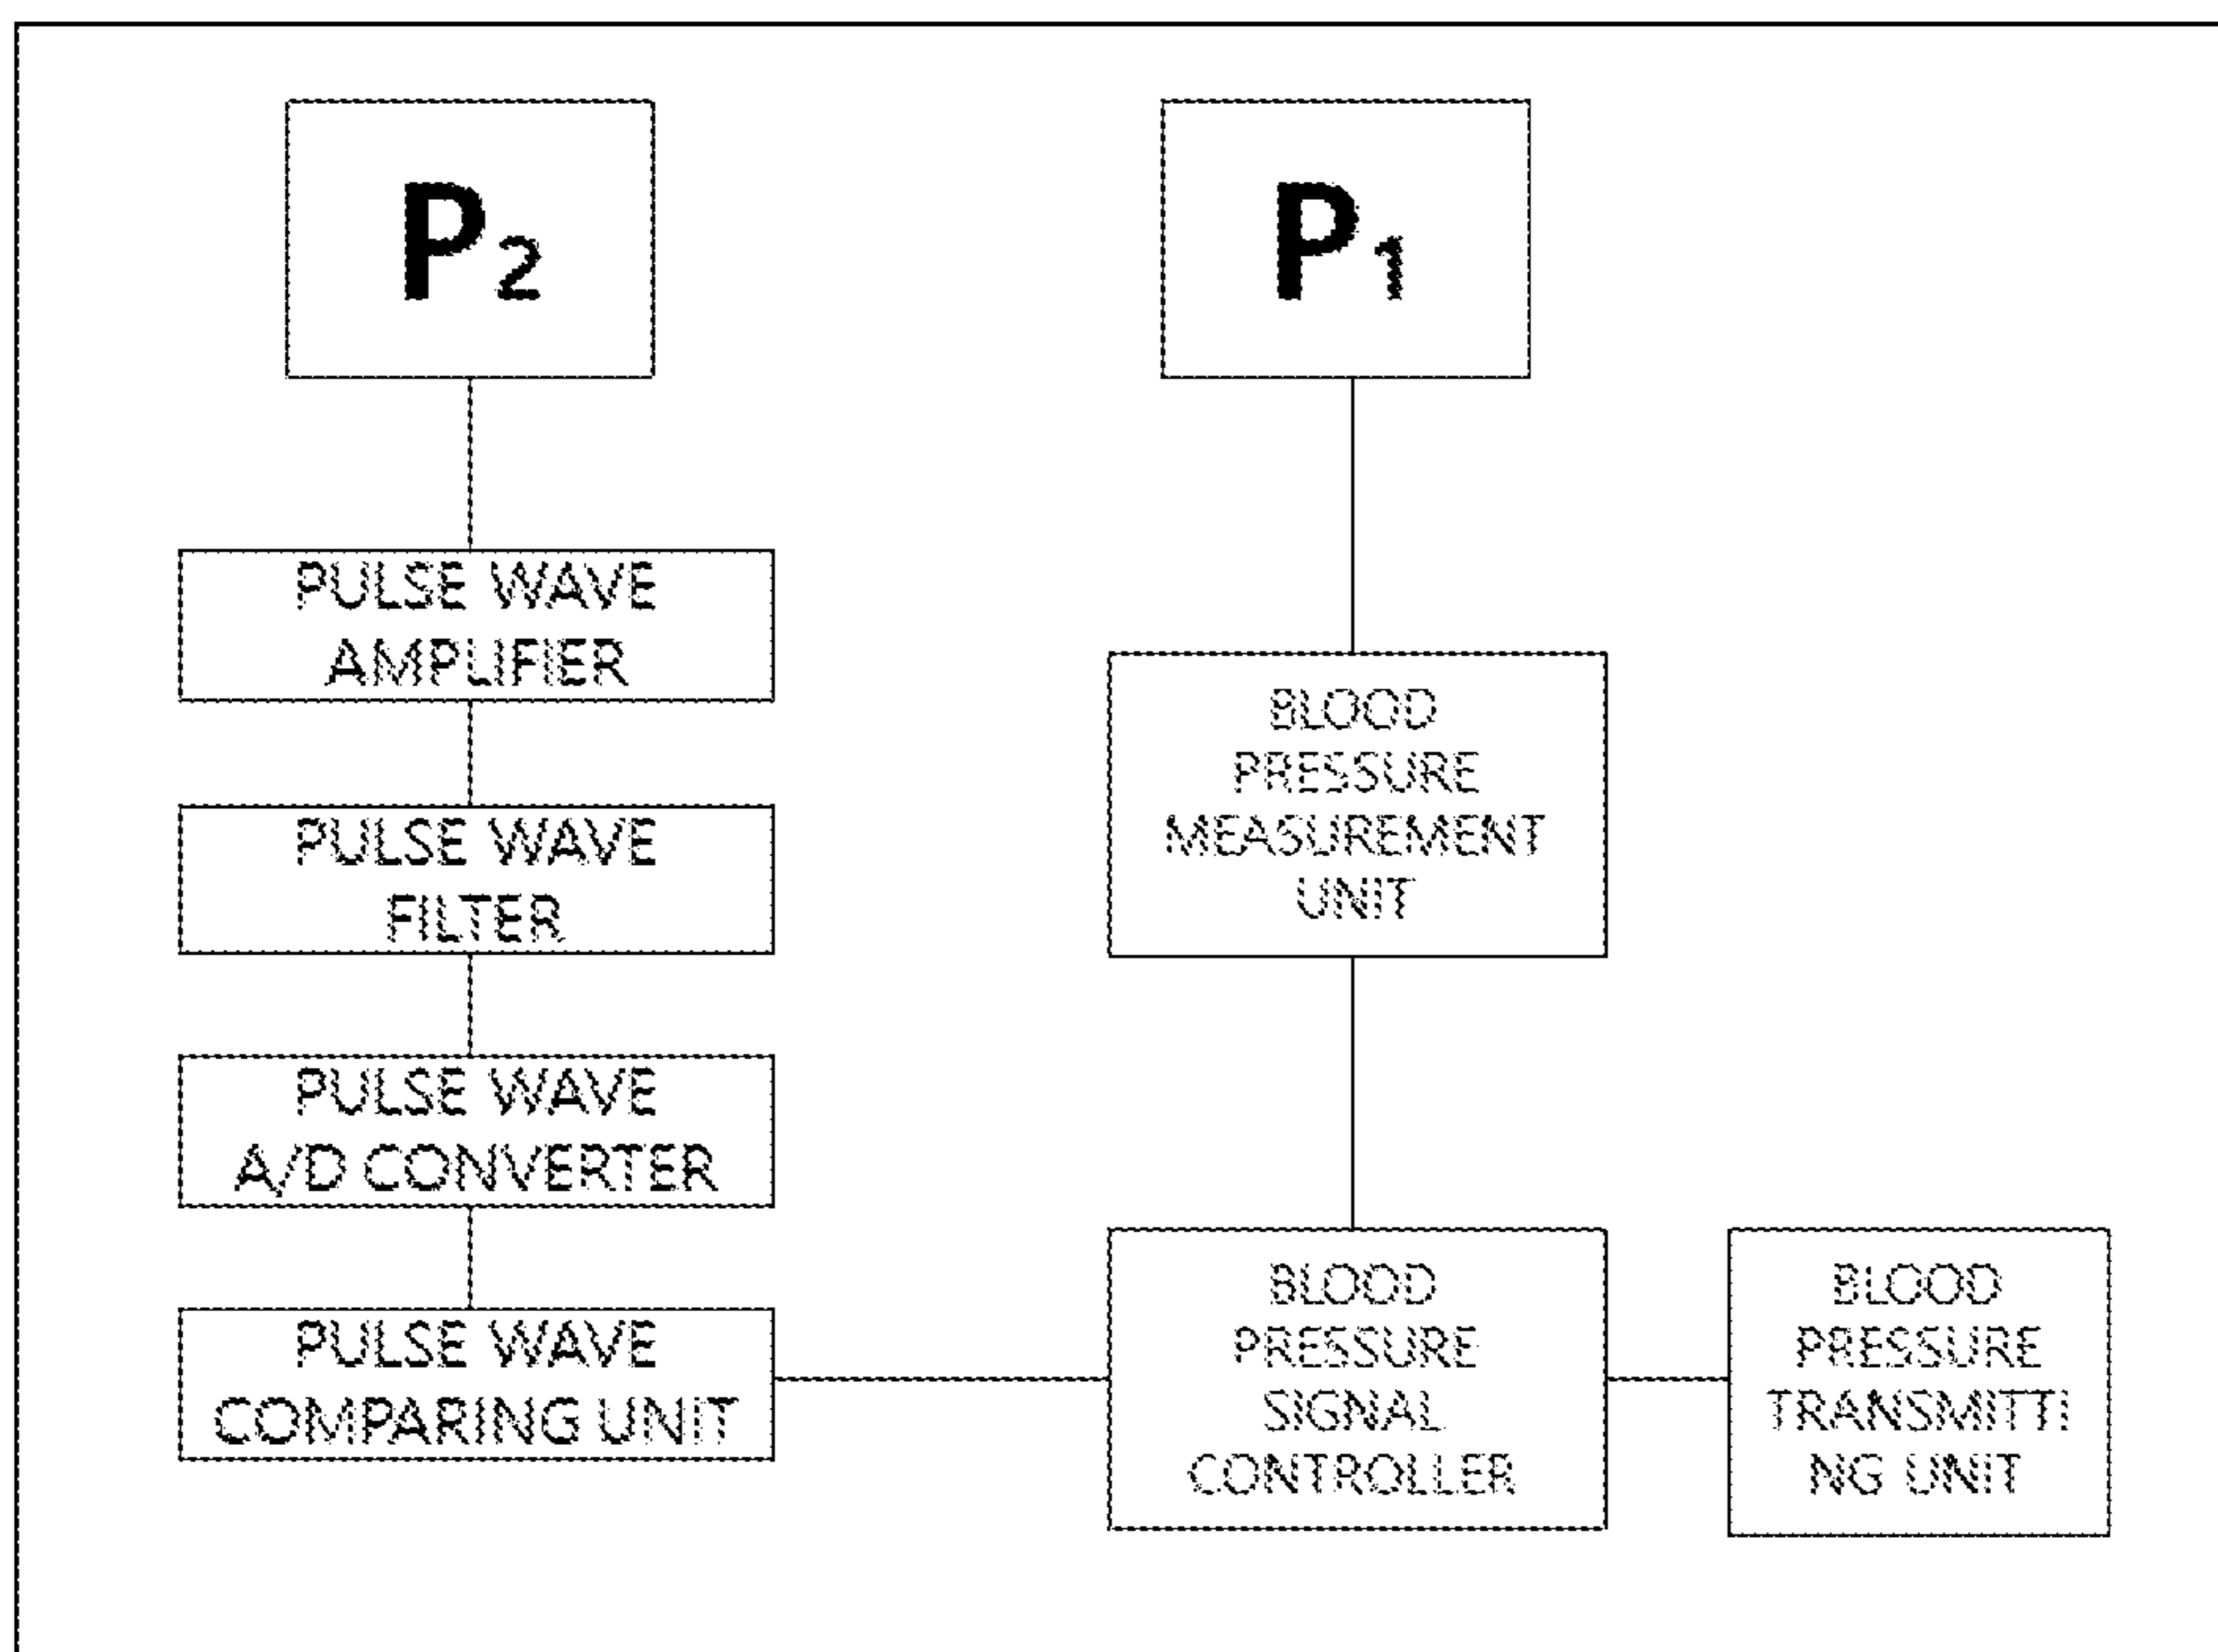 P2
PULSE WAVE
AMPLIFIER
PULSE WAVE
FILTER
PULSE WAVE
A/D CONVERTER
PULSE WAVE
COMPARING UNIT
P1
BLOOD
PRESSURE
MEASUREMENT
UNIT
BLOOD
PRESSURE
SIGNAL
CONTROLLER
BLOOD
PRESSURE
TRANSMITTI
NG UNIT